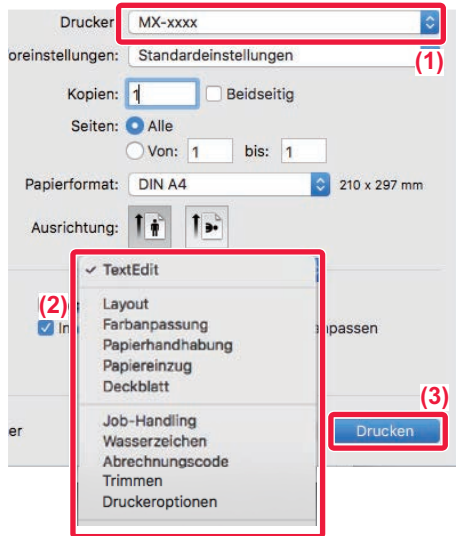 Drucker: MX-xxxx
(1)
oreinstellungen: Standardeinstellungen
Kopien: 1 Beidseitig
Seiten: Alle
Von: 1 bis: 1
Papierformat: DIN A4 210 x 297 mm
Ausrichtung:
✓ TextEdit
(2)
Layout
Farbanpassung
In anpassen
Papierhandhabung
Papiereinzug
Deckblatt
(3)
Job-Handling
er Drucken
Wasserzeichen
Abrechnungscode
Trimmen
Druckeroptionen